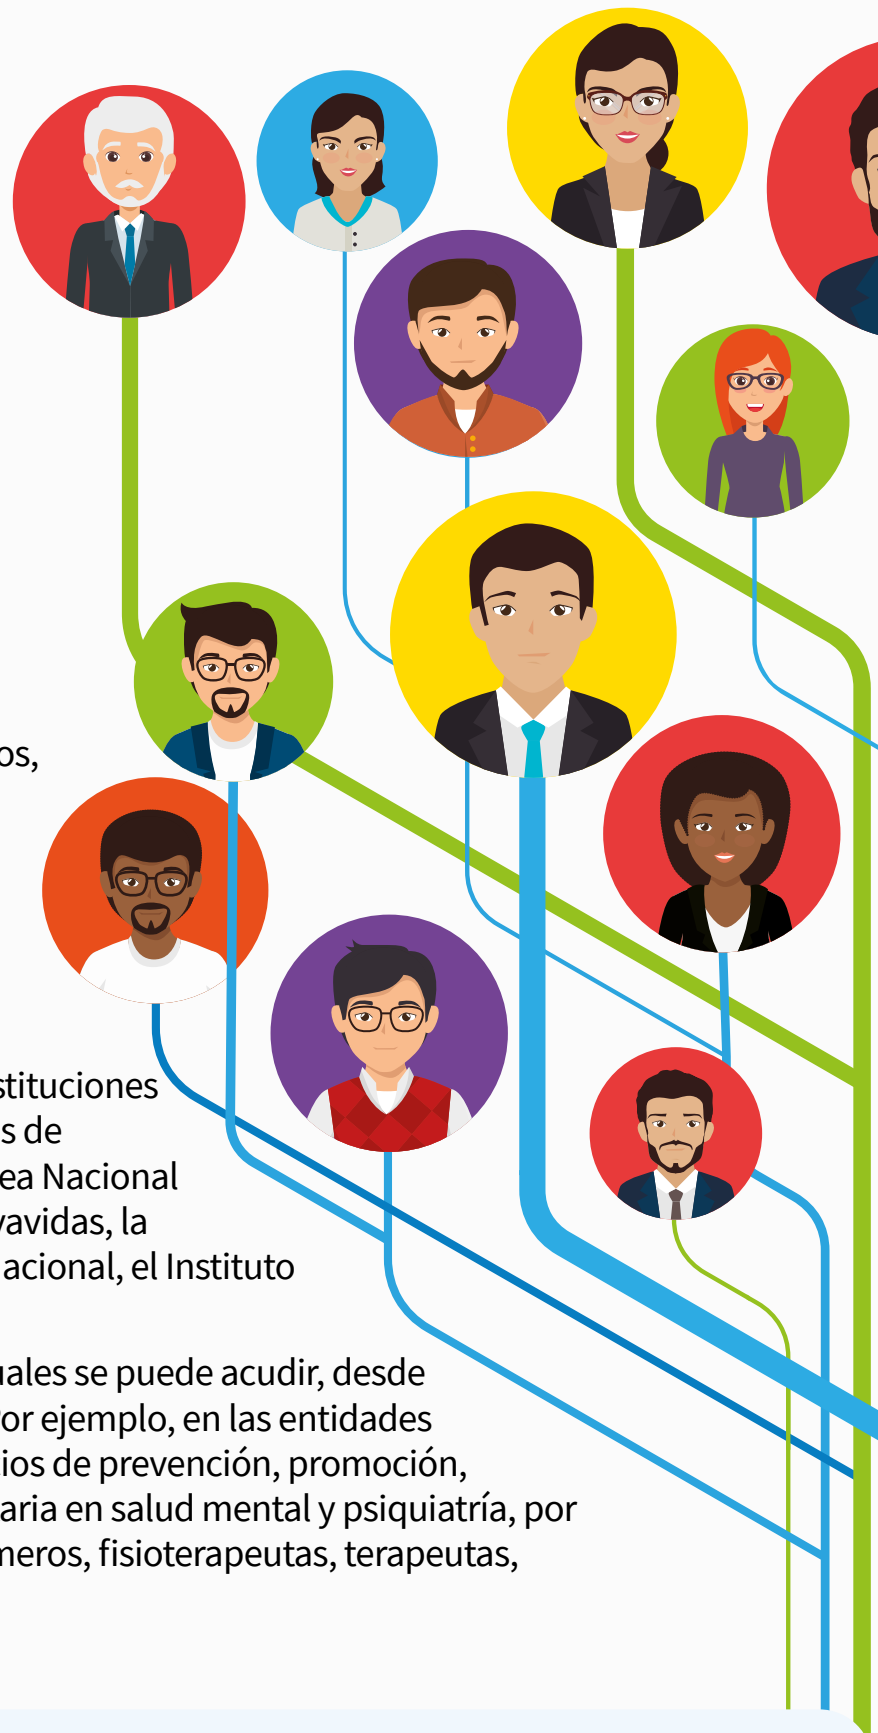 os,
stituciones
s de
ea Nacional
vavidas, la
acional, el Instituto
uales se puede acudir, desde
or ejemplo, en las entidades
ios de prevención, promoción,
aria en salud mental y psiquiatría, por
meros, fisioterapeutas, terapeutas,